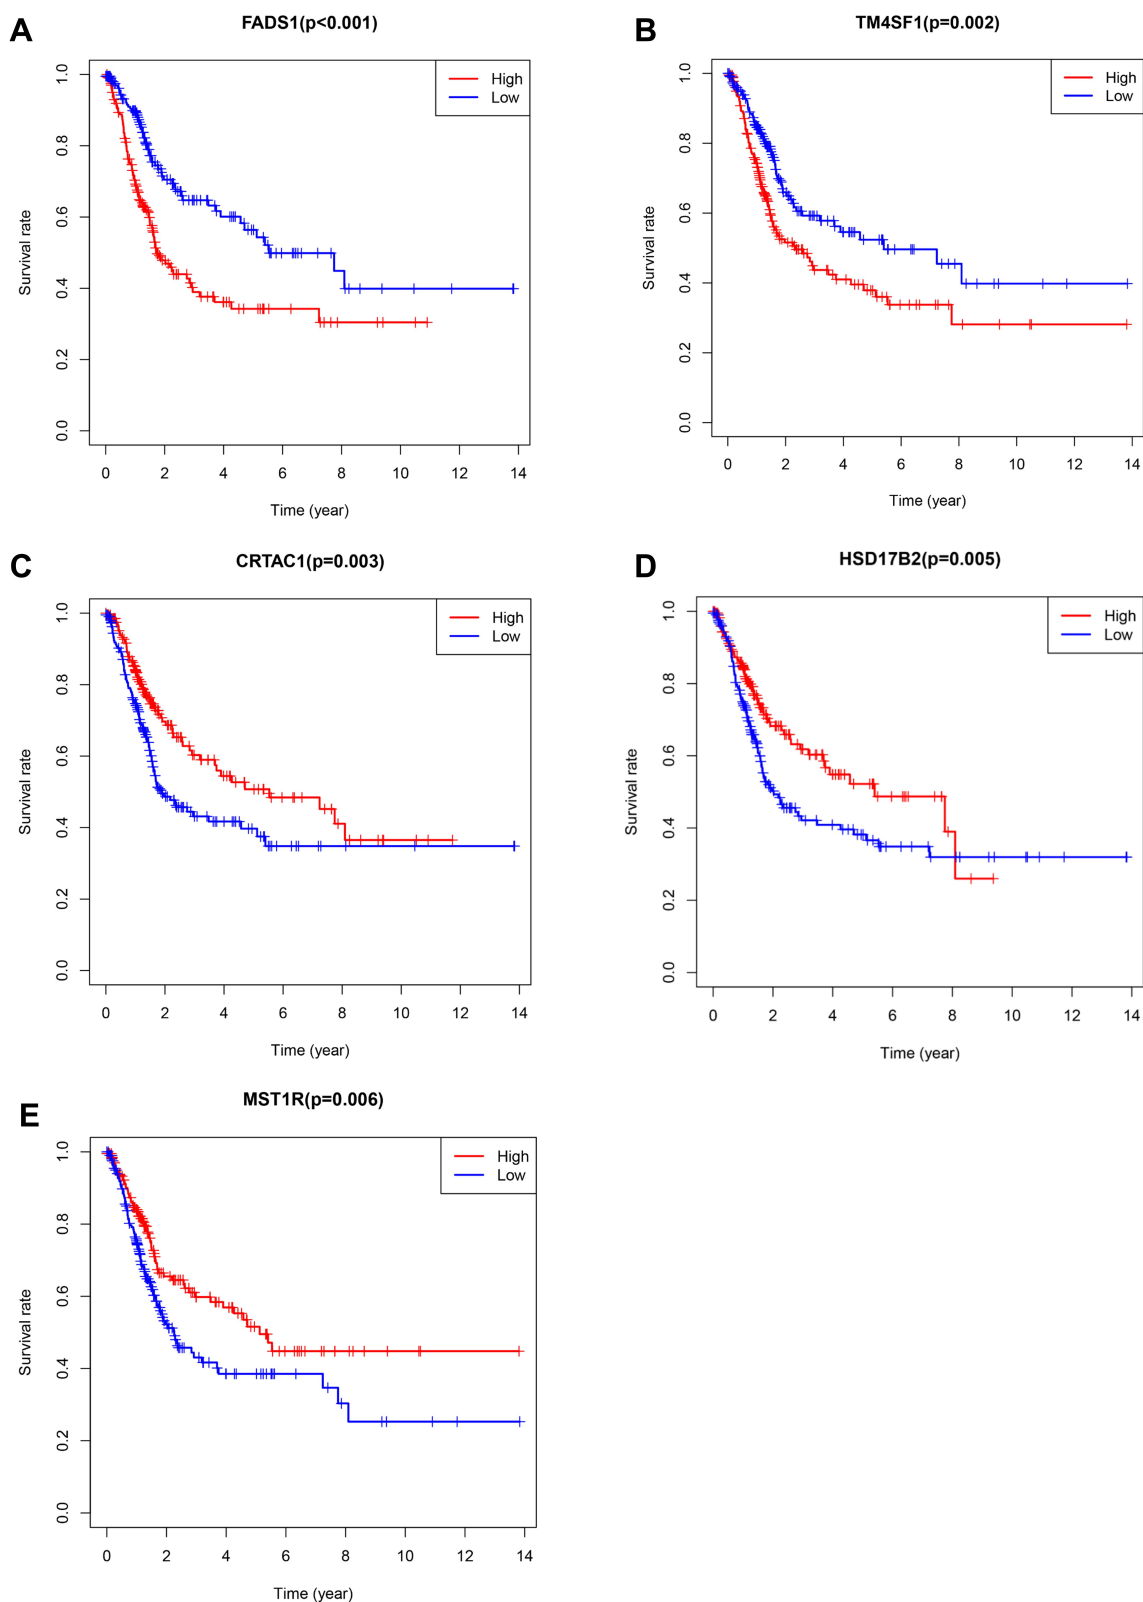 A
FADS1(p<0.001)
High
Low
Survival rate
0.0 0.2 0.4 0.6 0.8 1.0
0 2 4 6 8 10 12 14
Time (year)
B
TM4SF1(p=0.002)
High
Low
Survival rate
0.0 0.2 0.4 0.6 0.8 1.0
0 2 4 6 8 10 12 14
Time (year)
C
CRTAC1(p=0.003)
High
Low
Survival rate
0.0 0.2 0.4 0.6 0.8 1.0
0 2 4 6 8 10 12 14
Time (year)
D
HSD17B2(p=0.005)
High
Low
Survival rate
0.0 0.2 0.4 0.6 0.8 1.0
0 2 4 6 8 10 12 14
Time (year)
E
MST1R(p=0.006)
High
Low
Survival rate
0.0 0.2 0.4 0.6 0.8 1.0
0 2 4 6 8 10 12 14
Time (year)